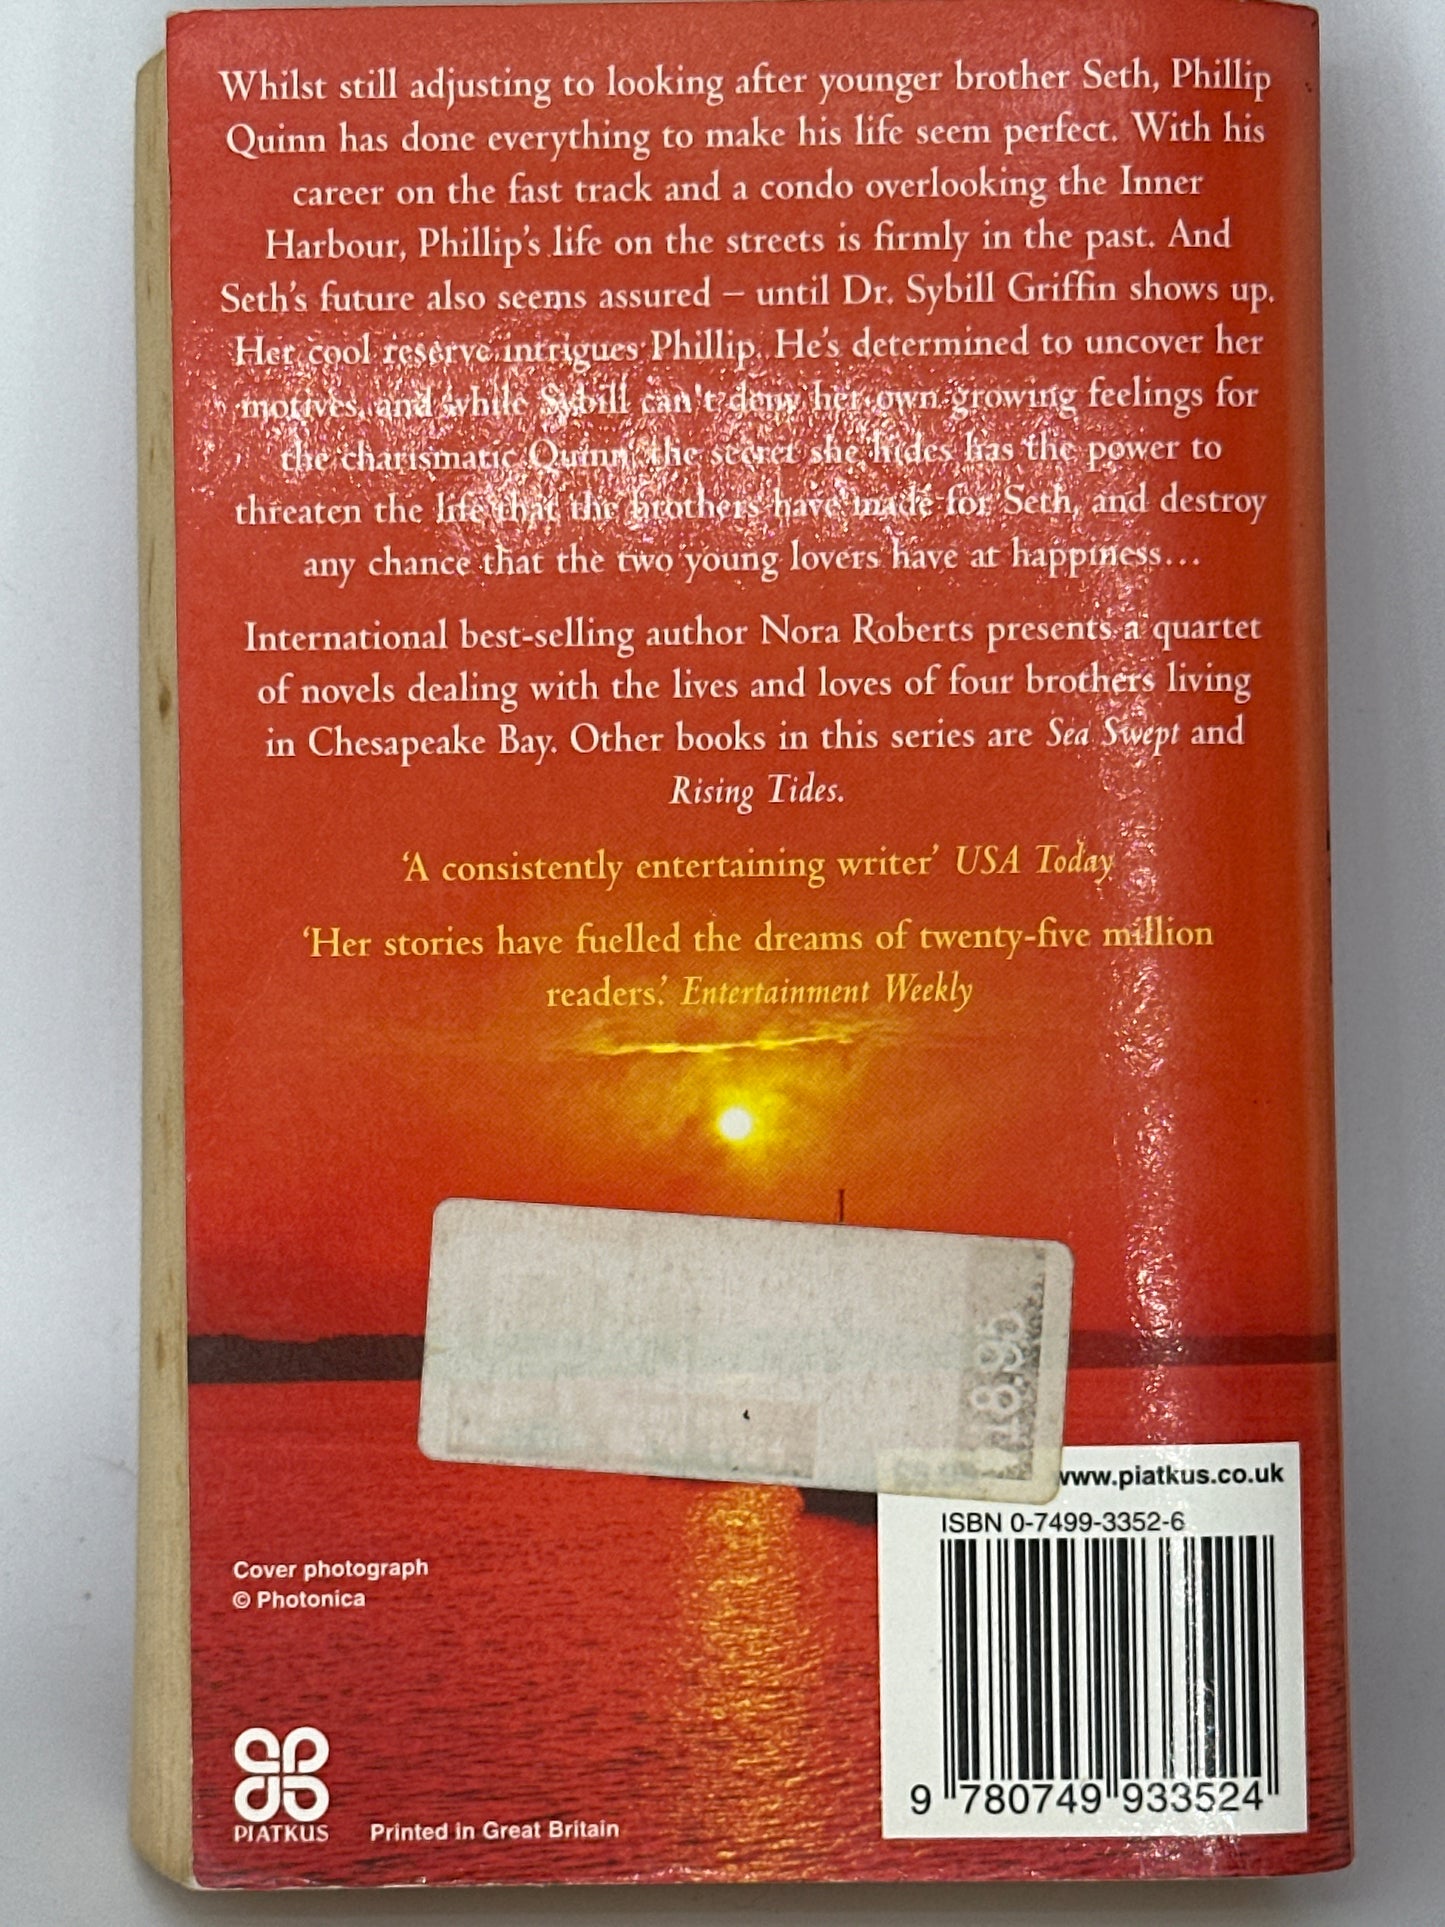 Whilst still adjusting to looking after younger brother Seth, Phillip
Quinn has done everything to make his life seem perfect. With his
career on the fast track and a condo overlooking the Inner
Harbour, Phillip's life on the streets is firmly in the past. And
Seth's future also seems assured – until Dr. Sybill Griffin shows up.
Her cool reserve intrigues Phillip. He's determined to uncover her
motives, and while Sybill can't deny her own growing feelings for
the charismatic Quinn, the secret she hides has the power to
threaten the life that the brothers have made for Seth, and destroy
any chance that the two young lovers have at happiness...
International best-selling author Nora Roberts presents a quartet
of novels dealing with the lives and loves of four brothers living
in Chesapeake Bay. Other books in this series are Sea Swept and
Rising Tides.
'A consistently entertaining writer' USA Today
'Her stories have fuelled the dreams of twenty-five million
readers.' Entertainment Weekly
18.95
www.piatkus.co.uk
ISBN 0-7499-3352-6
9 780749 933524
Cover photograph
© Photonica
PIATKUS
Printed in Great Britain